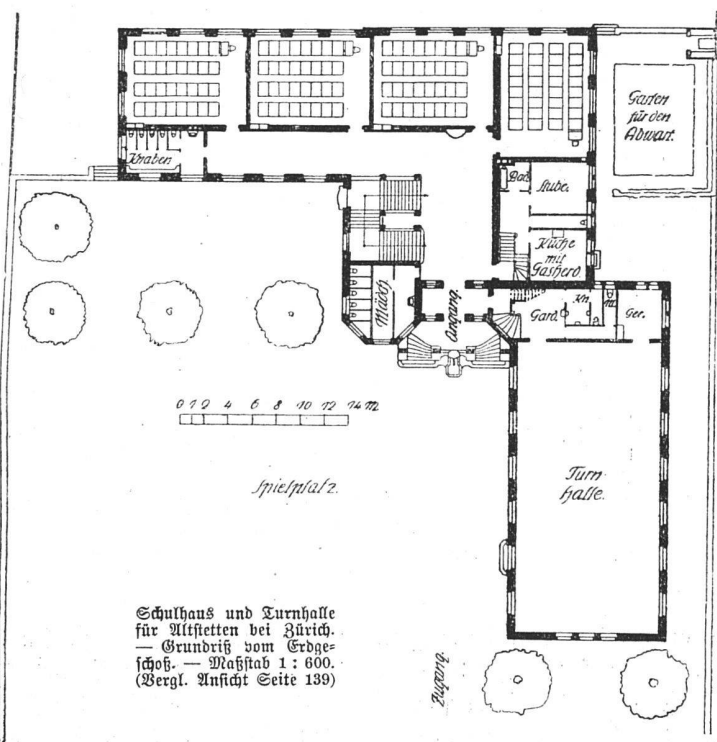 Garten
für den
Abwart.
Knaben
Bad.
Stube.
Küche
mit
Gasherd.
Mädch
Eingang.
Gard.
Kn.
M.
Ger.
0 1 2 4 6 8 10 12 14 m
Spielplatz.
Turn
halle.
Schulhaus und Turnhalle
für Altstetten bei Zürich.
— Grundriß vom Erdge-
schoß. — Maßstab 1 : 600.
(Vergl. Ansicht Seite 139)
Zugang.